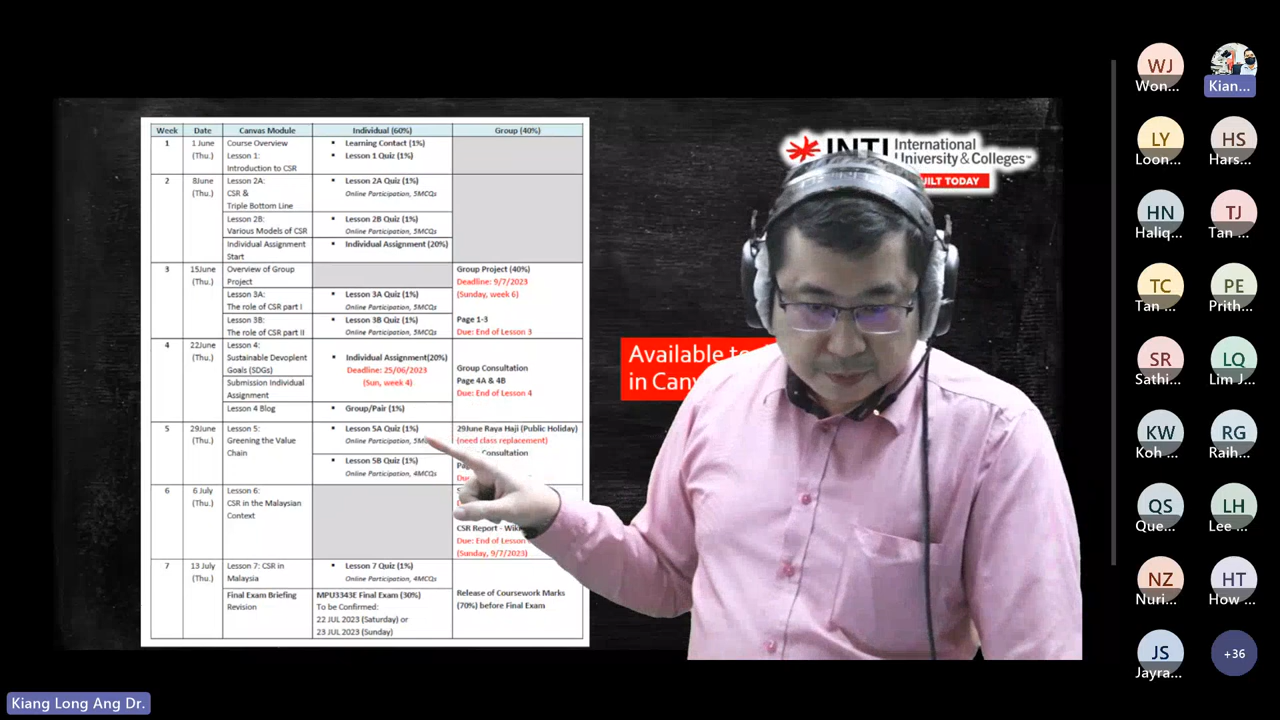 Week Date Canvas Module Individual (60%) Group (40%)
1 1 June Course Overview ▪ Learning Contact (1%)
(Thu.) Lesson 1: ▪ Lesson 1 Quiz (1%)
Introduction to CSR
2 8June Lesson 2A: ▪ Lesson 2A Quiz (1%)
(Thu.) CSR & Online Participation, 5MCQs
Triple Bottom Line
Lesson 2B: ▪ Lesson 2B Quiz (1%)
Various Models of CSR Online Participation, 5MCQs
Individual Assignment ▪ Individual Assignment (20%)
Start
3 15June Overview of Group Group Project (40%)
(Thu.) Project Deadline: 9/7/2023
Lesson 3A: ▪ Lesson 3A Quiz (1%) (Sunday, week 6)
The role of CSR part I Online Participation, 5MCQs
Lesson 3B: ▪ Lesson 3B Quiz (1%) Page 1-3
The role of CSR part II Online Participation, 5MCQs Due: End of Lesson 3
4 22June Lesson 4:
(Thu.) Sustainable Devoplent ▪ Individual Assignment(20%)
Goals (SDGs) Deadline: 25/06/2023 Group Consultation
Submission Individual (Sun, week 4) Page 4A & 4B
Assignment Due: End of Lesson 4
Lesson 4 Blog ▪ Group/Pair (1%)
5 29June Lesson 5: ▪ Lesson 5A Quiz (1%) 29June Raya Haji (Public Holiday)
(Thu.) Greening the Value Online Participation, (need class replacement)
Chain ▪ Lesson 5B Quiz (1%)
Online Participation, 4MCQs
6 6 July Lesson 6:
(Thu.) CSR in the Malaysian
Context
CSR Report -
Due: End of Lesson
(Sunday, 9/7/2023)
7 13 July Lesson 7: CSR in ▪ Lesson 7 Quiz (1%)
(Thu.) Malaysia Online Participation, 4MCQs
Final Exam Briefing MPU3343E Final Exam (30%) Release of Coursework Marks
Revision To be Confirmed: (70%) before Final Exam
22 JUL 2023 (Saturday) or
23 JUL 2023 (Sunday)
INTI International
University & Colleges
TODAY
Available
in
WJ
Won...
Kian...
LY
Loon...
HS
Hars...
HN
Haliq...
TJ
Tan ...
TC
Tan ...
PE
Prith...
SR
Sathi...
LQ
Lim J...
KW
Koh ...
RG
Raih...
QS
Que...
LH
Lee ...
NZ
Nuri...
HT
How ...
JS
Jayra...
+36
Kiang Long Ang Dr.